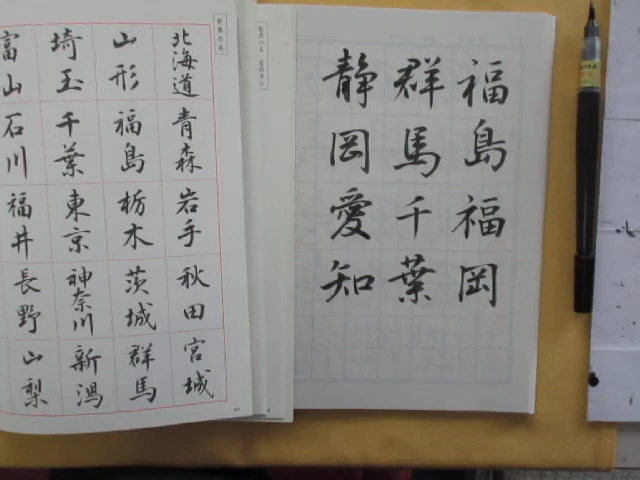 福島福岡
群馬千葉
静岡愛知
北海道 青森 岩手 秋田 宮城
山形 福島 栃木 茨城 群馬
埼玉 千葉 東京 神奈川 新潟
富山 石川 福井 長野 山梨